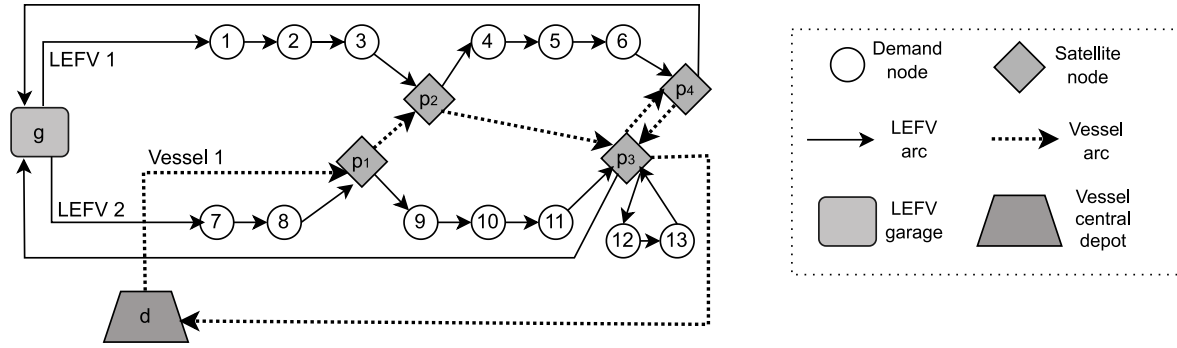 LEFV 1
1
2
3
4
5
6
p4
p2
g
p1
p3
Vessel 1
LEFV 2
7
8
9
10
11
12
13
d
Demand
node
Satellite
node
LEFV
arc
Vessel
arc
LEFV
garage
Vessel
central
depot